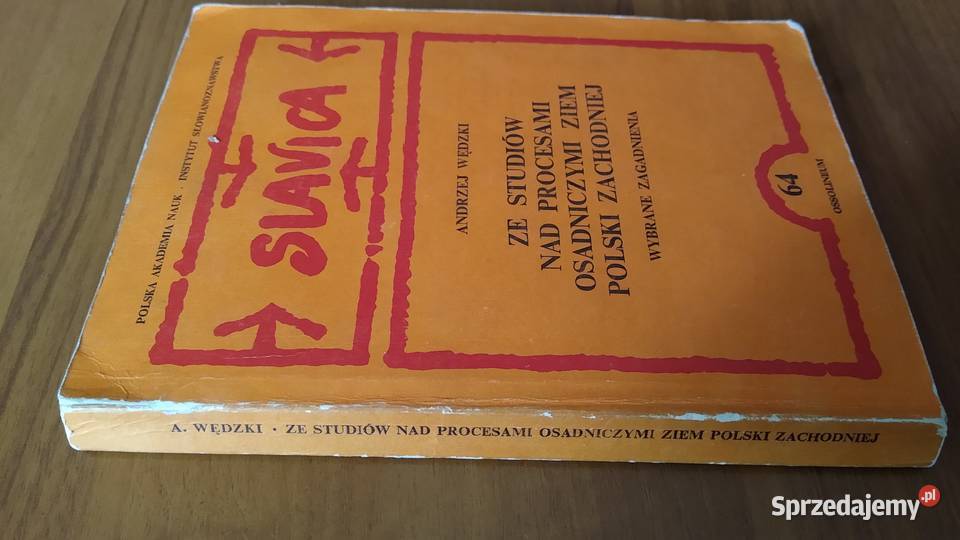 POLSKA AKADEMIA NAUK · INSTYTUT SŁOWIANOZNAWSTWA
SLAVICA
ANDRZEJ WĘDZKI
ZE STUDIÓW
NAD PROCESAMI
OSADNICZYMI ZIEM
POLSKI ZACHODNIEJ
WYBRANE ZAGADNIENIA
64
OSSOLINEUM
A. WĘDZKI · ZE STUDIÓW NAD PROCESAMI OSADNICZYMI ZIEM POLSKI ZACHODNIEJ
Sprzedajemy.pl